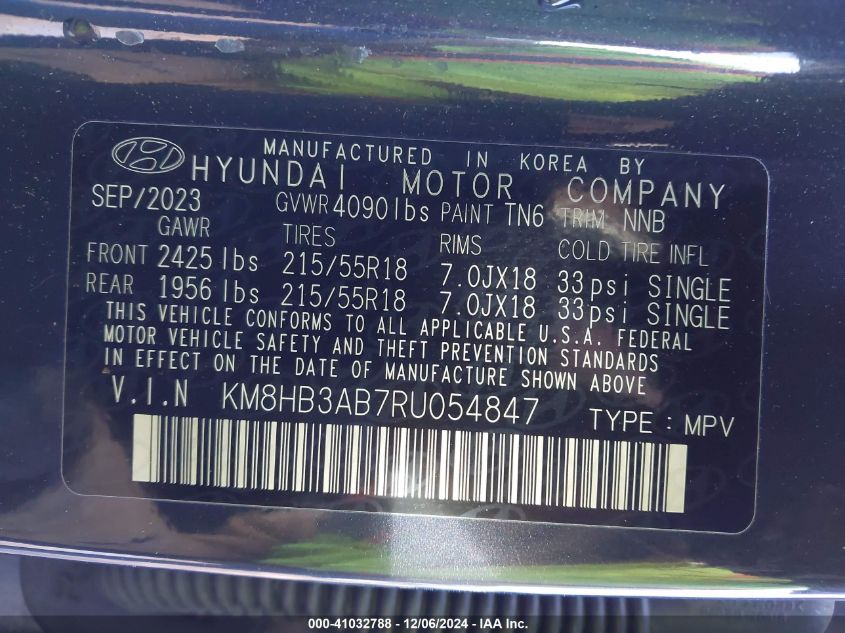 MANUFACTURED IN KOREA BY
HYUNDAI MOTOR COMPANY
SEP/2023 GVWR 4090 lbs PAINT TN6 TRIM NNB
GAWR TIRES RIMS COLD TIRE INFL
FRONT 2425 lbs 215/55R18 7.0JX18 33psi SINGLE
REAR 1956 lbs 215/55R18 7.0JX18 33psi SINGLE
THIS VEHICLE CONFORMS TO ALL APPLICABLE U.S.A. FEDERAL
MOTOR VEHICLE SAFETY AND THEFT PREVENTION STANDARDS
IN EFFECT ON THE DATE OF MANUFACTURE SHOWN ABOVE
V.I.N KM8HB3AB7RU054847 TYPE : MPV
000-41032788 - 12/06/2024 - IAA Inc.